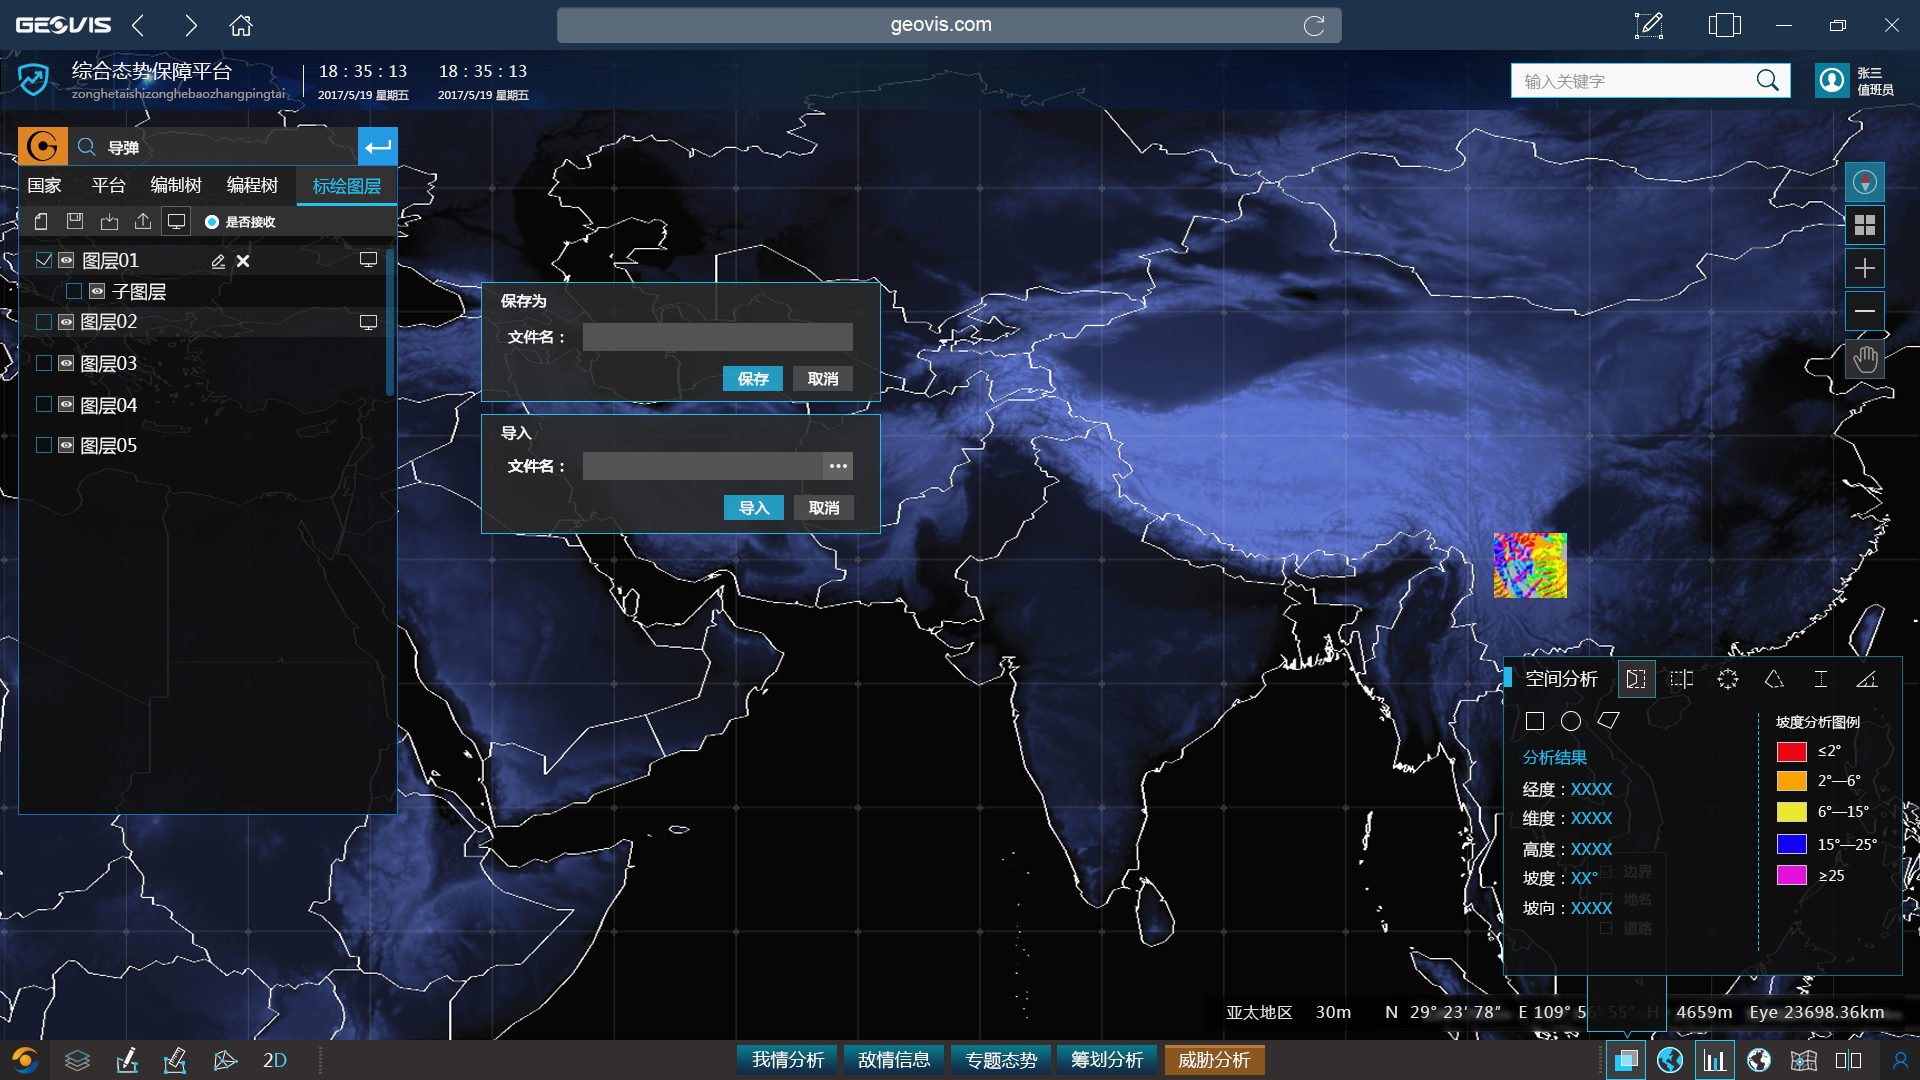 GEOVIS
geovis.com
综合态势保障平台
zonghetaishizonghebaozhangpingtai
18 : 35 : 13
2017/5/19 星期五
18 : 35 : 13
2017/5/19 星期五
输入关键字
张三
值班员
导弹
国家 平台 编制树 编程树 标绘图层
是否接收
图层01
子图层
图层02
图层03
图层04
图层05
保存为
文件名：
保存 取消
导入
文件名：
导入 取消
空间分析
分析结果
经度：XXXX
维度：XXXX
高度：XXXX
坡度：XX°
坡向：XXXX
边界
地名
道路
坡度分析图例
≤2°
2°—6°
6°—15°
15°—25°
≥25
亚太地区 30m N 29° 23′ 78″ E 109° 56′ 55″ H 4659m Eye 23698.36km
2D
我情分析 敌情信息 专题态势 筹划分析 威胁分析